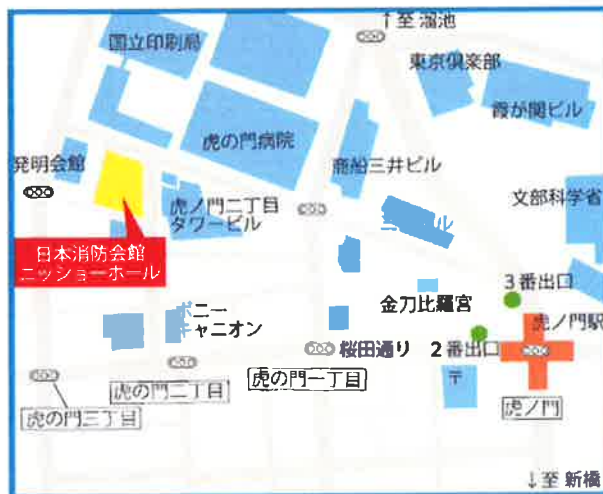 ↑至 溜池
国立印刷局
東京倶楽部
霞が関ビル
虎の門病院
発明会館
商船三井ビル
文部科学省
虎ノ門二丁目
タワービル
日本消防会館
ニッショーホール
3番出口
金刀比羅宮
虎ノ門駅
ポニー
キャニオン
桜田通り
2番出口
〒
虎の門一丁目
虎の門二丁目
虎の門三丁目
虎ノ門
↓至 新橋